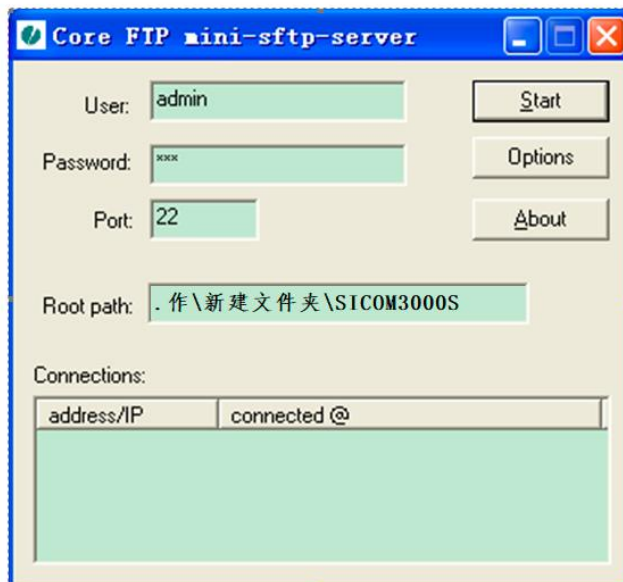 Core FTP mini-sftp-server
User: admin Start
Password: *** Options
Port: 22 About
Root path: .作\新建文件夹\SICOM3000S
Connections:
address/IP connected @